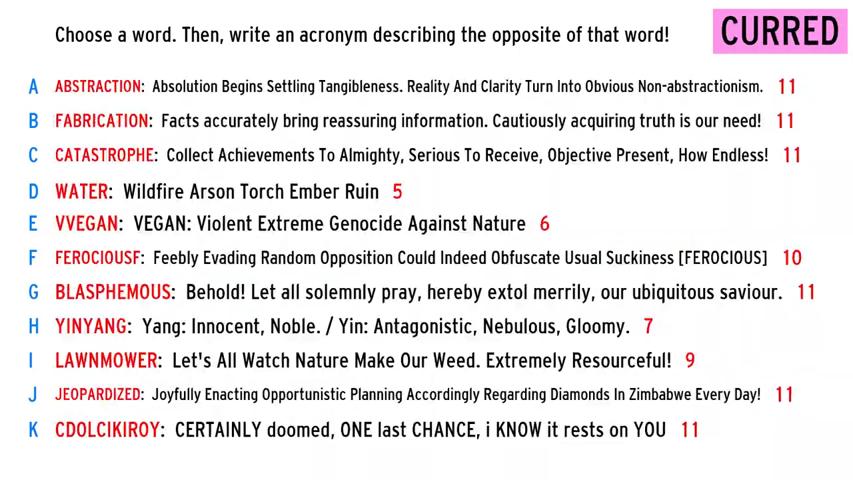 Choose a word. Then, write an acronym describing the opposite of that word!
CURRED
A ABSTRACTION: Absolution Begins Settling Tangibleness. Reality And Clarity Turn Into Obvious Non-abstractionism. 11
B FABRICATION: Facts accurately bring reassuring information. Cautiously acquiring truth is our need! 11
C CATASTROPHE: Collect Achievements To Almighty, Serious To Receive, Objective Present, How Endless! 11
D WATER: Wildfire Arson Torch Ember Ruin 5
E VVEGAN: VEGAN: Violent Extreme Genocide Against Nature 6
F FEROCIOUSF: Feebly Evading Random Opposition Could Indeed Obfuscate Usual Suckiness [FEROCIOUS] 10
G BLASPHEMOUS: Behold! Let all solemnly pray, hereby extol merrily, our ubiquitous saviour. 11
H YINYANG: Yang: Innocent, Noble. / Yin: Antagonistic, Nebulous, Gloomy. 7
I LAWNMOWER: Let's All Watch Nature Make Our Weed. Extremely Resourceful! 9
J JEOPARDIZED: Joyfully Enacting Opportunistic Planning Accordingly Regarding Diamonds In Zimbabwe Every Day! 11
K CDOLCIKIROY: CERTAINLY doomed, ONE last CHANCE, i KNOW it rests on YOU 11